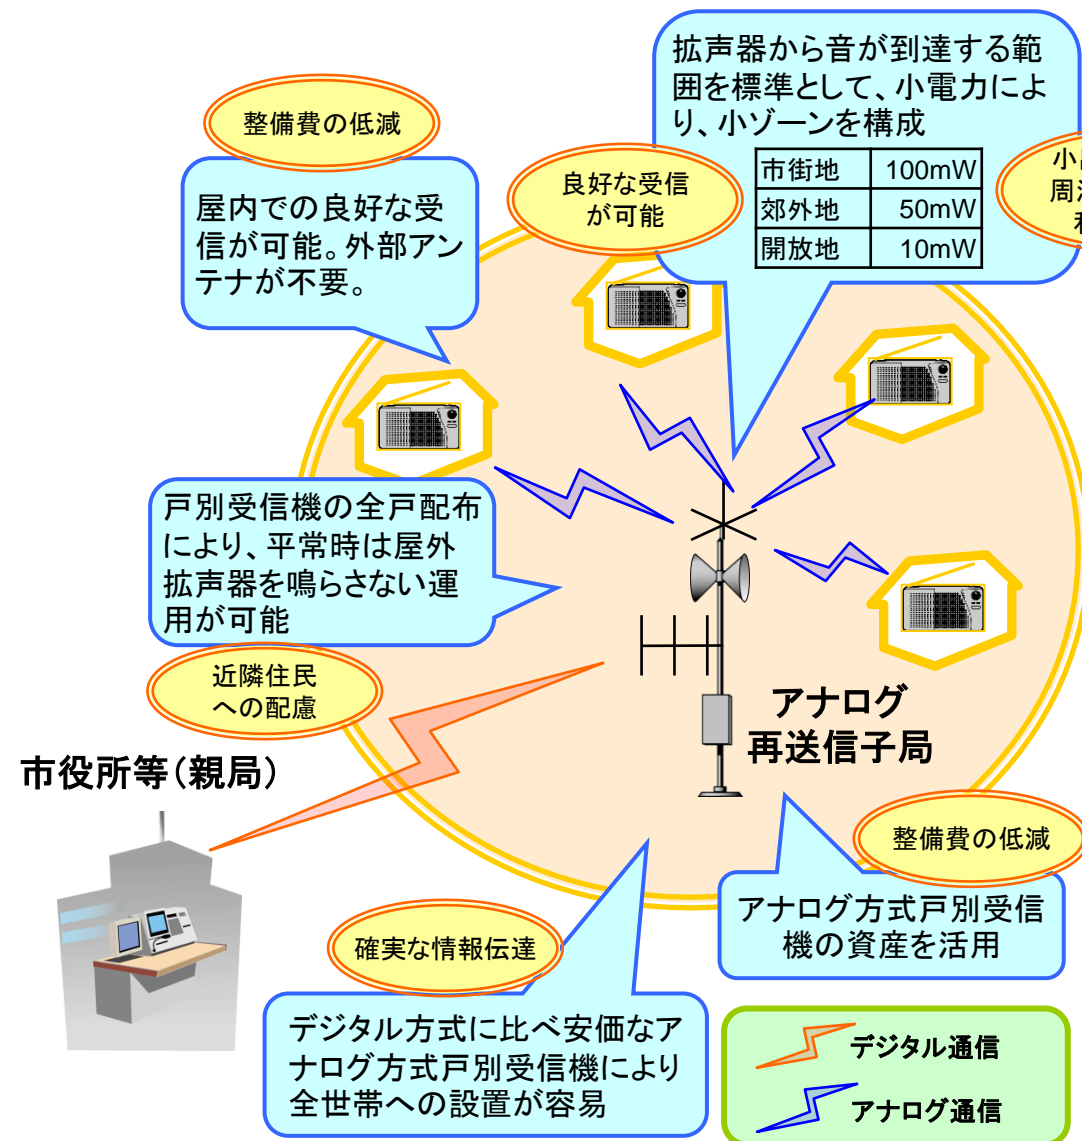 拡声器から音が到達する範
囲を標準として、小電力によ
り、小ゾーンを構成
市街地 100mW
郊外地 50mW
開放地 10mW
整備費の低減
屋内での良好な受
信が可能。外部アン
テナが不要。
良好な受信
が可能
戸別受信機の全戸配布
により、平常時は屋外
拡声器を鳴らさない運
用が可能
近隣住民
への配慮
アナログ
再送信子局
市役所等(親局)
整備費の低減
アナログ方式戸別受信
機の資産を活用
確実な情報伝達
デジタル方式に比べ安価なア
ナログ方式戸別受信機により
全世帯への設置が容易
デジタル通信
アナログ通信